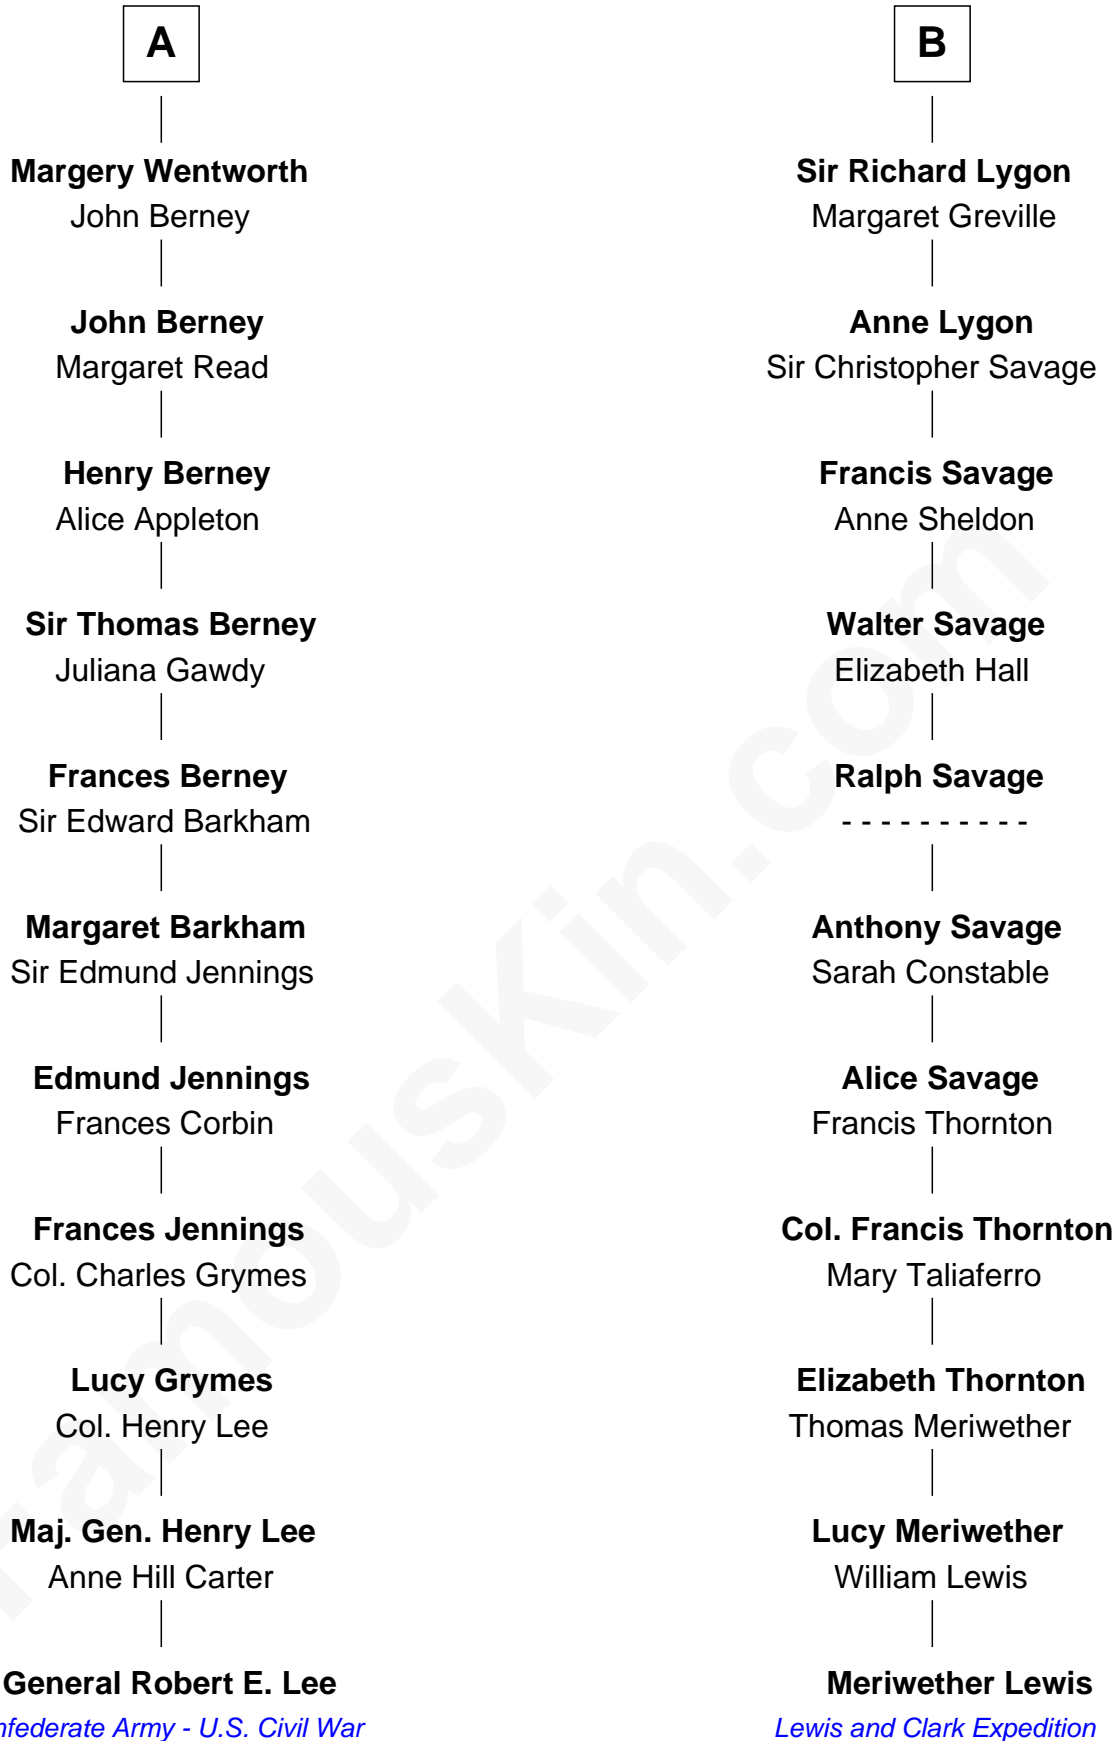 A
Margery Wentworth
John Berney
John Berney
Margaret Read
Henry Berney
Alice Appleton
Sir Thomas Berney
Juliana Gawdy
Frances Berney
Sir Edward Barkham
Margaret Barkham
Sir Edmund Jennings
Edmund Jennings
Frances Corbin
Frances Jennings
Col. Charles Grymes
Lucy Grymes
Col. Henry Lee
Maj. Gen. Henry Lee
Anne Hill Carter
General Robert E. Lee
nfederate Army - U.S. Civil War
B
Sir Richard Lygon
Margaret Greville
Anne Lygon
Sir Christopher Savage
Francis Savage
Anne Sheldon
Walter Savage
Elizabeth Hall
Ralph Savage
- - - - - - - - - -
Anthony Savage
Sarah Constable
Alice Savage
Francis Thornton
Col. Francis Thornton
Mary Taliaferro
Elizabeth Thornton
Thomas Meriwether
Lucy Meriwether
William Lewis
Meriwether Lewis
Lewis and Clark Expedition
FamousKin.com